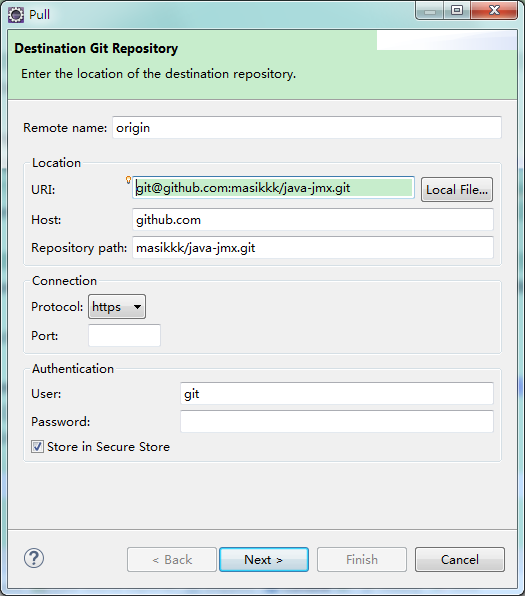 Pull
Destination Git Repository
Enter the location of the destination repository.
Remote name: origin
Location
URI: git@github.com:masikkk/java-jmx.git Local File...
Host: github.com
Repository path: masikkk/java-jmx.git
Connection
Protocol: https
Port:
Authentication
User: git
Password:
Store in Secure Store
? < Back Next > Finish Cancel